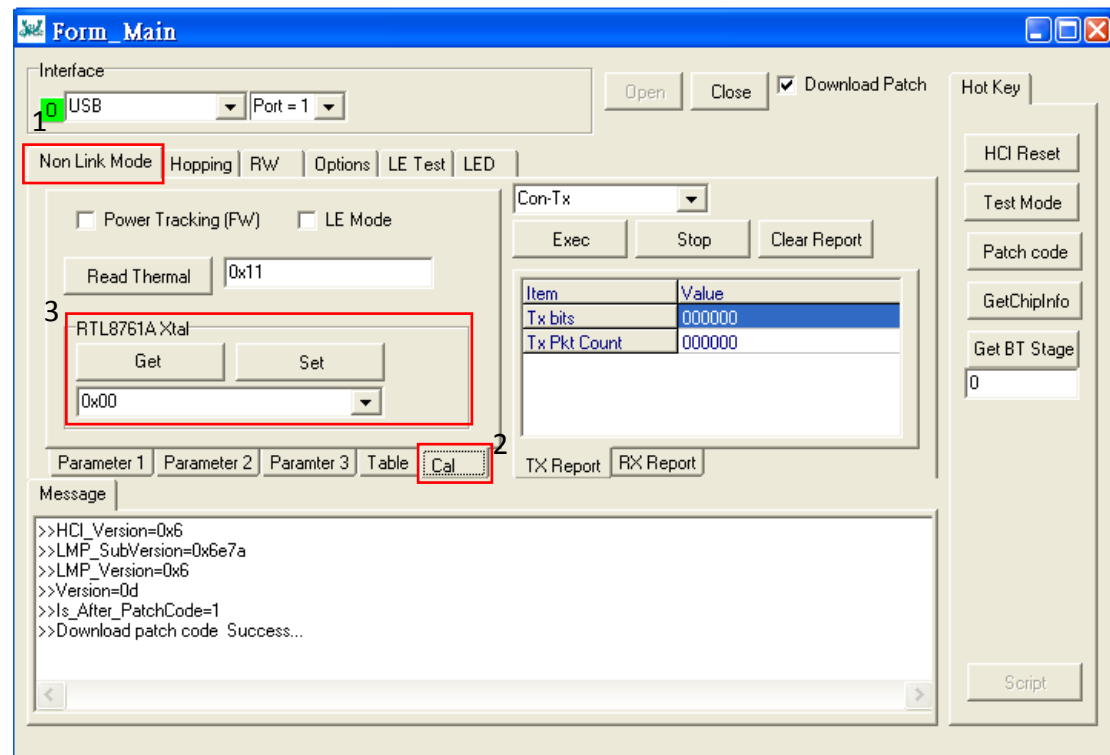 Form_Main
Interface
1
0
USB
Port = 1
Open
Close
Download Patch
Hot Key
Non Link Mode
Hopping
RW
Options
LE Test
LED
Power Tracking (FW)
LE Mode
Read Thermal
0x11
3
RTL8761A Xtal
Get
Set
0x00
Parameter 1
Parameter 2
Paramter 3
Table
Cal
2
Con-Tx
Exec
Stop
Clear Report
Item Value
Tx bits 000000
Tx Pkt Count 000000
TX Report
RX Report
HCI Reset
Test Mode
Patch code
GetChipInfo
Get BT Stage
0
Script
Message
>>HCI_Version=0x6
>>LMP_SubVersion=0x6e7a
>>LMP_Version=0x6
>>Version=0d
>>Is_After_PatchCode=1
>>Download patch code  Success...